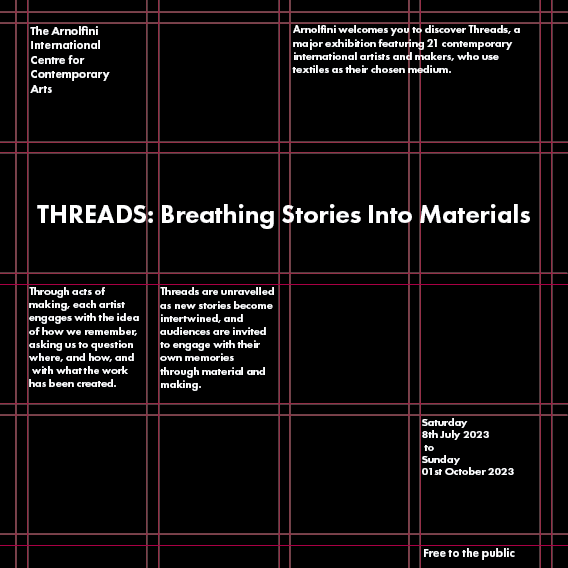 The Arnolfini
International
Centre for
Contemporary
Arts
Arnolfini welcomes you to discover Threads, a
major exhibition featuring 21 contemporary
international artists and makers, who use
textiles as their chosen medium.
THREADS: Breathing Stories Into Materials
Through acts of
making, each artist
engages with the idea
of how we remember,
asking us to question
where, and how, and
with what the work
has been created.
Threads are unravelled
as new stories become
intertwined, and
audiences are invited
to engage with their
own memories
through material and
making.
Saturday
8th July 2023
to
Sunday
01st October 2023
Free to the public